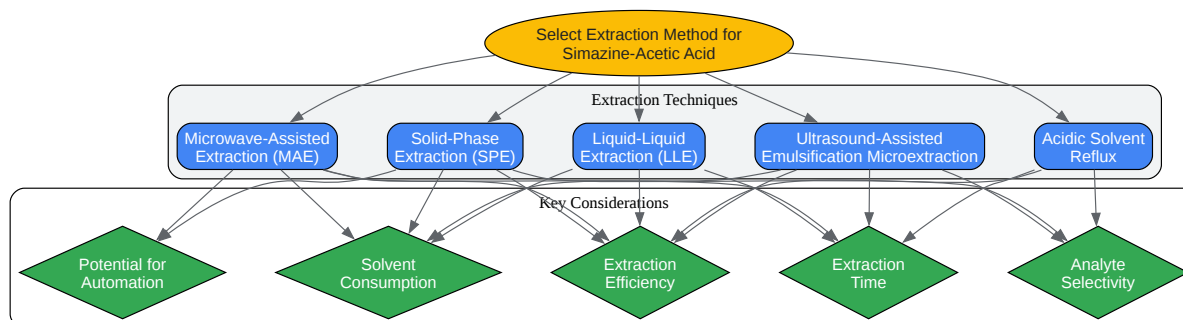 Select Extraction Method for
Simazine-Acetic Acid
Extraction Techniques
Microwave-Assisted
Extraction (MAE)
Solid-Phase
Extraction (SPE)
Liquid-Liquid
Extraction (LLE)
Ultrasound-Assisted
Emulsification Microextraction
Acidic Solvent
Reflux
Key Considerations
Potential for
Automation
Solvent
Consumption
Extraction
Efficiency
Extraction
Time
Analyte
Selectivity